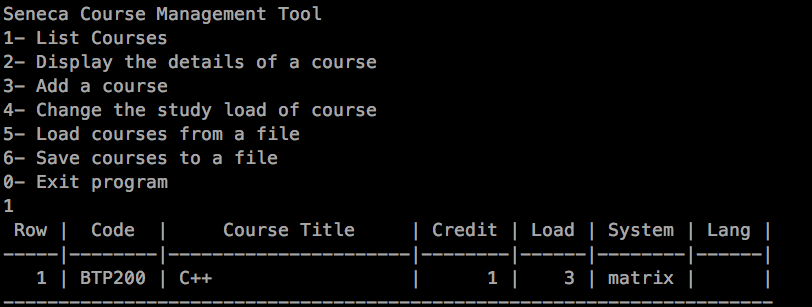 Seneca Course Management Tool
1- List Courses
2- Display the details of a course
3- Add a course
4- Change the study load of course
5- Load courses from a file
6- Save courses to a file
0- Exit program
1
 Row |  Code  |     Course Title     | Credit | Load | System | Lang |
-----|--------|----------------------|--------|------|--------|------|
   1 | BTP200 | C++                  |      1 |    3 | matrix |      |
----------------------------------------------------------------------